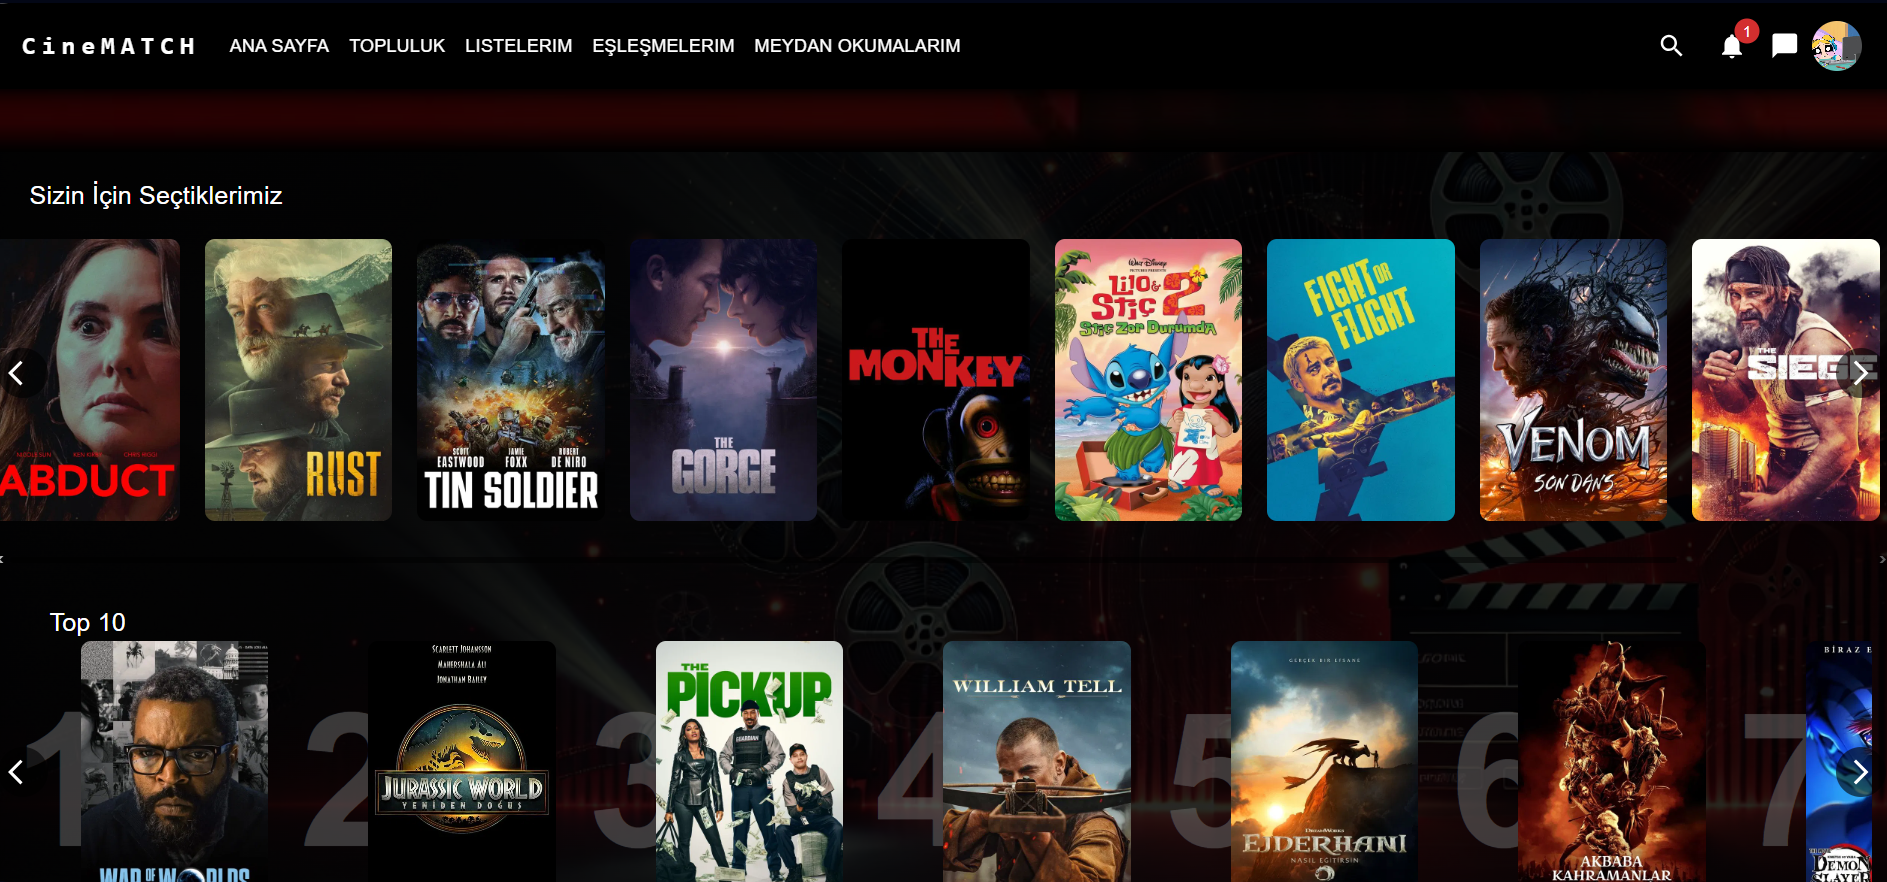 CineMATCH
ANA SAYFA
TOPLULUK
LISTELERIM
EŞLEŞMELERIM
MEYDAN OKUMALARIM
1
Sizin İçin Seçtiklerimiz
ABDUCT
RUST
SCOTT EASTWOOD
JAMIE FOXX
ROBERT DE NIRO
TIN SOLDIER
THE
GORGE
THE
MONKEY
Walt Disney
PICTURES PRESENTS
Lilo &
Stiç 2
Stiç Zor Durumda
FIGHT OR
FLIGHT
VENOM
SON DANS
THE
SIEGE
Top 10
1
WAR OF THE WORLDS
2
SCARLETT JOHANSSON
MAHERSHALA ALI
JONATHAN BAILEY
JURASSIC WORLD
YENİDEN DOĞUŞ
3
THE
PICKUP
GUARDIAN
4
WILLIAM TELL
5
GERÇEK BİR EFSANE
DREAMWORKS
EJDERHANI
NASIL EĞİTİRSİN
6
AKBABA
KAHRAMANLAR
7
BİRAZ E
DEMON
SLAYER